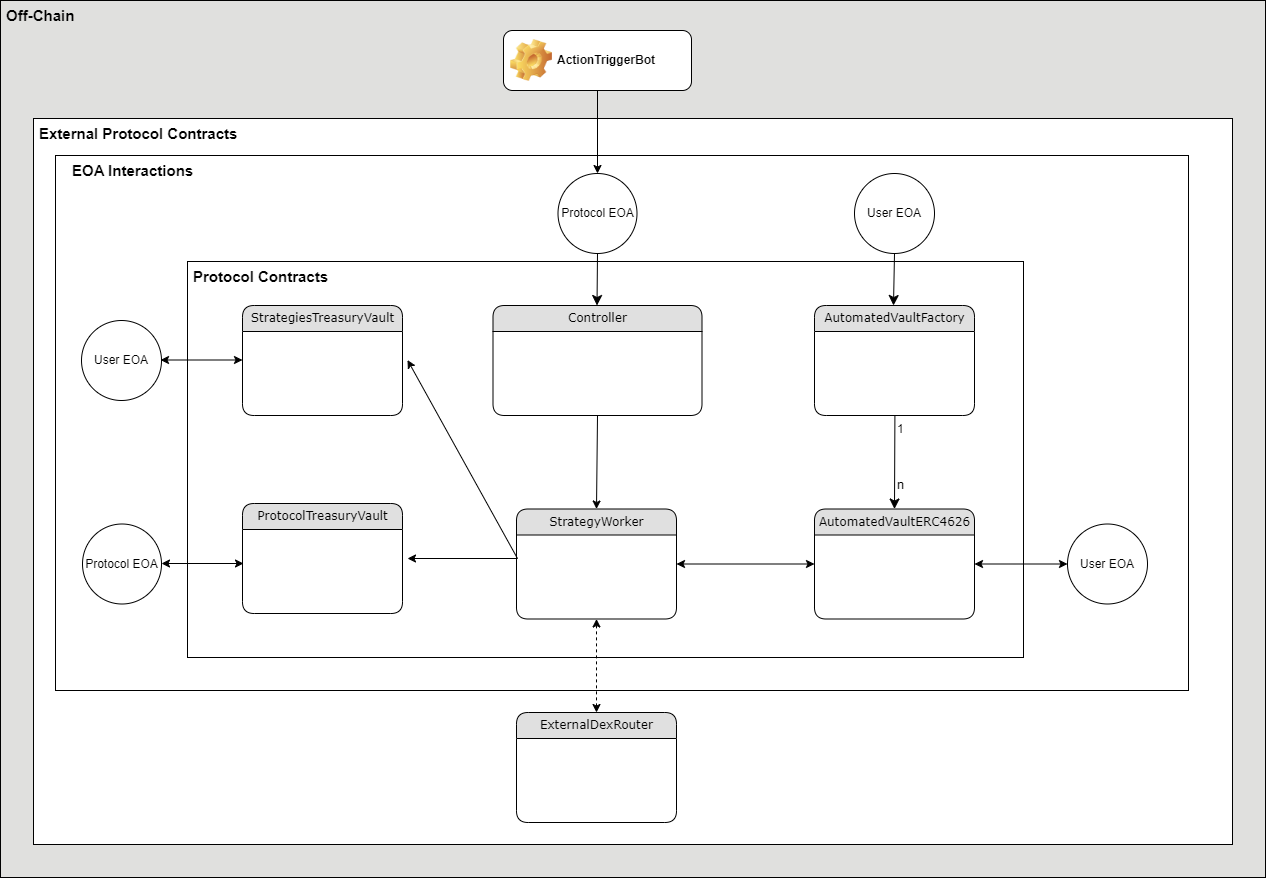 Off-Chain
ActionTriggerBot
External Protocol Contracts
EOA Interactions
Protocol EOA
User EOA
Protocol Contracts
StrategiesTreasuryVault
Controller
AutomatedVaultFactory
User EOA
1
n
ProtocolTreasuryVault
StrategyWorker
AutomatedVaultERC4626
Protocol EOA
User EOA
ExternalDexRouter